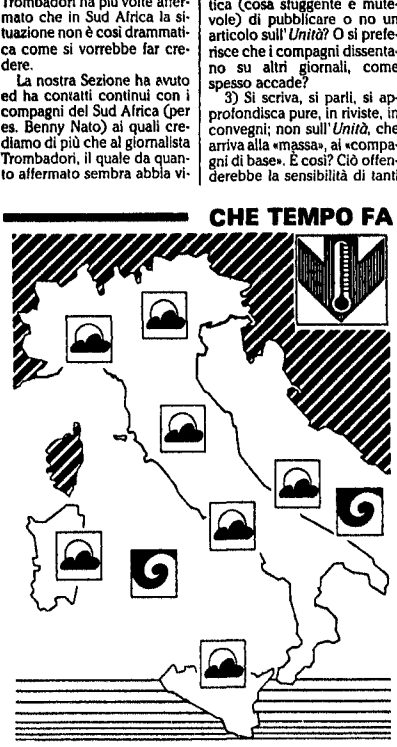 Trombadori ha più volte affer-
mato che in Sud Africa la si-
tuazione non è così drammati-
ca come si vorrebbe far cre-
dere.
La nostra Sezione ha avuto
ed ha contatti continui con i
compagni del Sud Africa (per
es. Benny Nato) ai quali cre-
diamo di più che al giornalista
Trombadori, il quale da quan-
to affermato sembra abbia vi-
tica (cosa sfuggente e mute-
vole) di pubblicare o no un
articolo sull'Unità? O si prefe-
risce che i compagni dissenta-
no su altri giornali, come
spesso accade?
3) Si scriva, si parli, si ap-
profondisca pure, in riviste, in
convegni; non sull'Unità, che
arriva alla «massa», ai «compa-
gni di base». È così? Ciò offen-
derebbe la sensibilità di tanti
CHE TEMPO FA